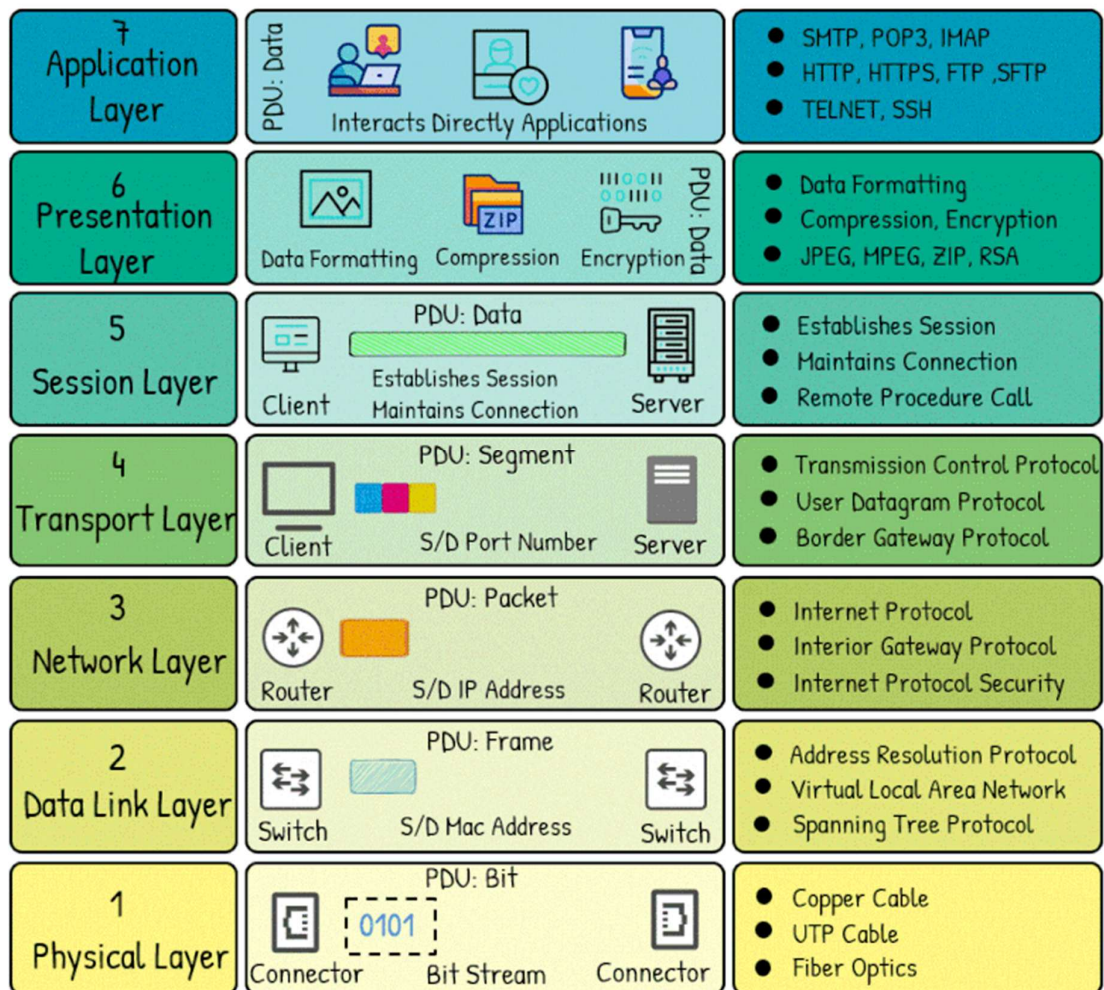 7
Application
Layer
PDU: Data
Interacts Directly Applications
SMTP, POP3, IMAP
HTTP, HTTPS, FTP ,SFTP
TELNET, SSH
6
Presentation
Layer
ZIP
Data Formatting
Compression
Encryption
PDU: Data
Data Formatting
Compression, Encryption
JPEG, MPEG, ZIP, RSA
5
Session Layer
PDU: Data
Establishes Session
Maintains Connection
Client
Server
Establishes Session
Maintains Connection
Remote Procedure Call
4
Transport Layer
PDU: Segment
Client
S/D Port Number
Server
Transmission Control Protocol
User Datagram Protocol
Border Gateway Protocol
3
Network Layer
PDU: Packet
Router
S/D IP Address
Router
Internet Protocol
Interior Gateway Protocol
Internet Protocol Security
2
Data Link Layer
PDU: Frame
Switch
S/D Mac Address
Switch
Address Resolution Protocol
Virtual Local Area Network
Spanning Tree Protocol
1
Physical Layer
PDU: Bit
0101
Connector
Bit Stream
Connector
Copper Cable
UTP Cable
Fiber Optics